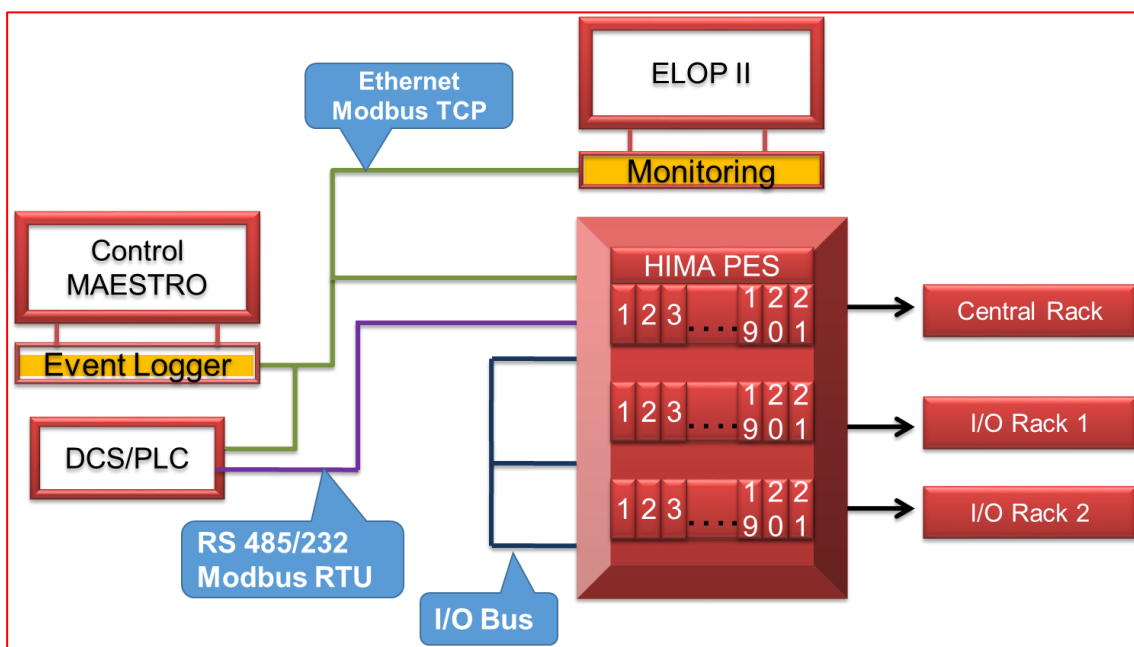 ELOP II
Monitoring
Ethernet
Modbus TCP
Control
MAESTRO
Event Logger
DCS/PLC
RS 485/232
Modbus RTU
I/O Bus
HIMA PES
1 2 3 .... 19 20 21
Central Rack
1 2 3 .... 19 20 21
I/O Rack 1
1 2 3 .... 19 20 21
I/O Rack 2